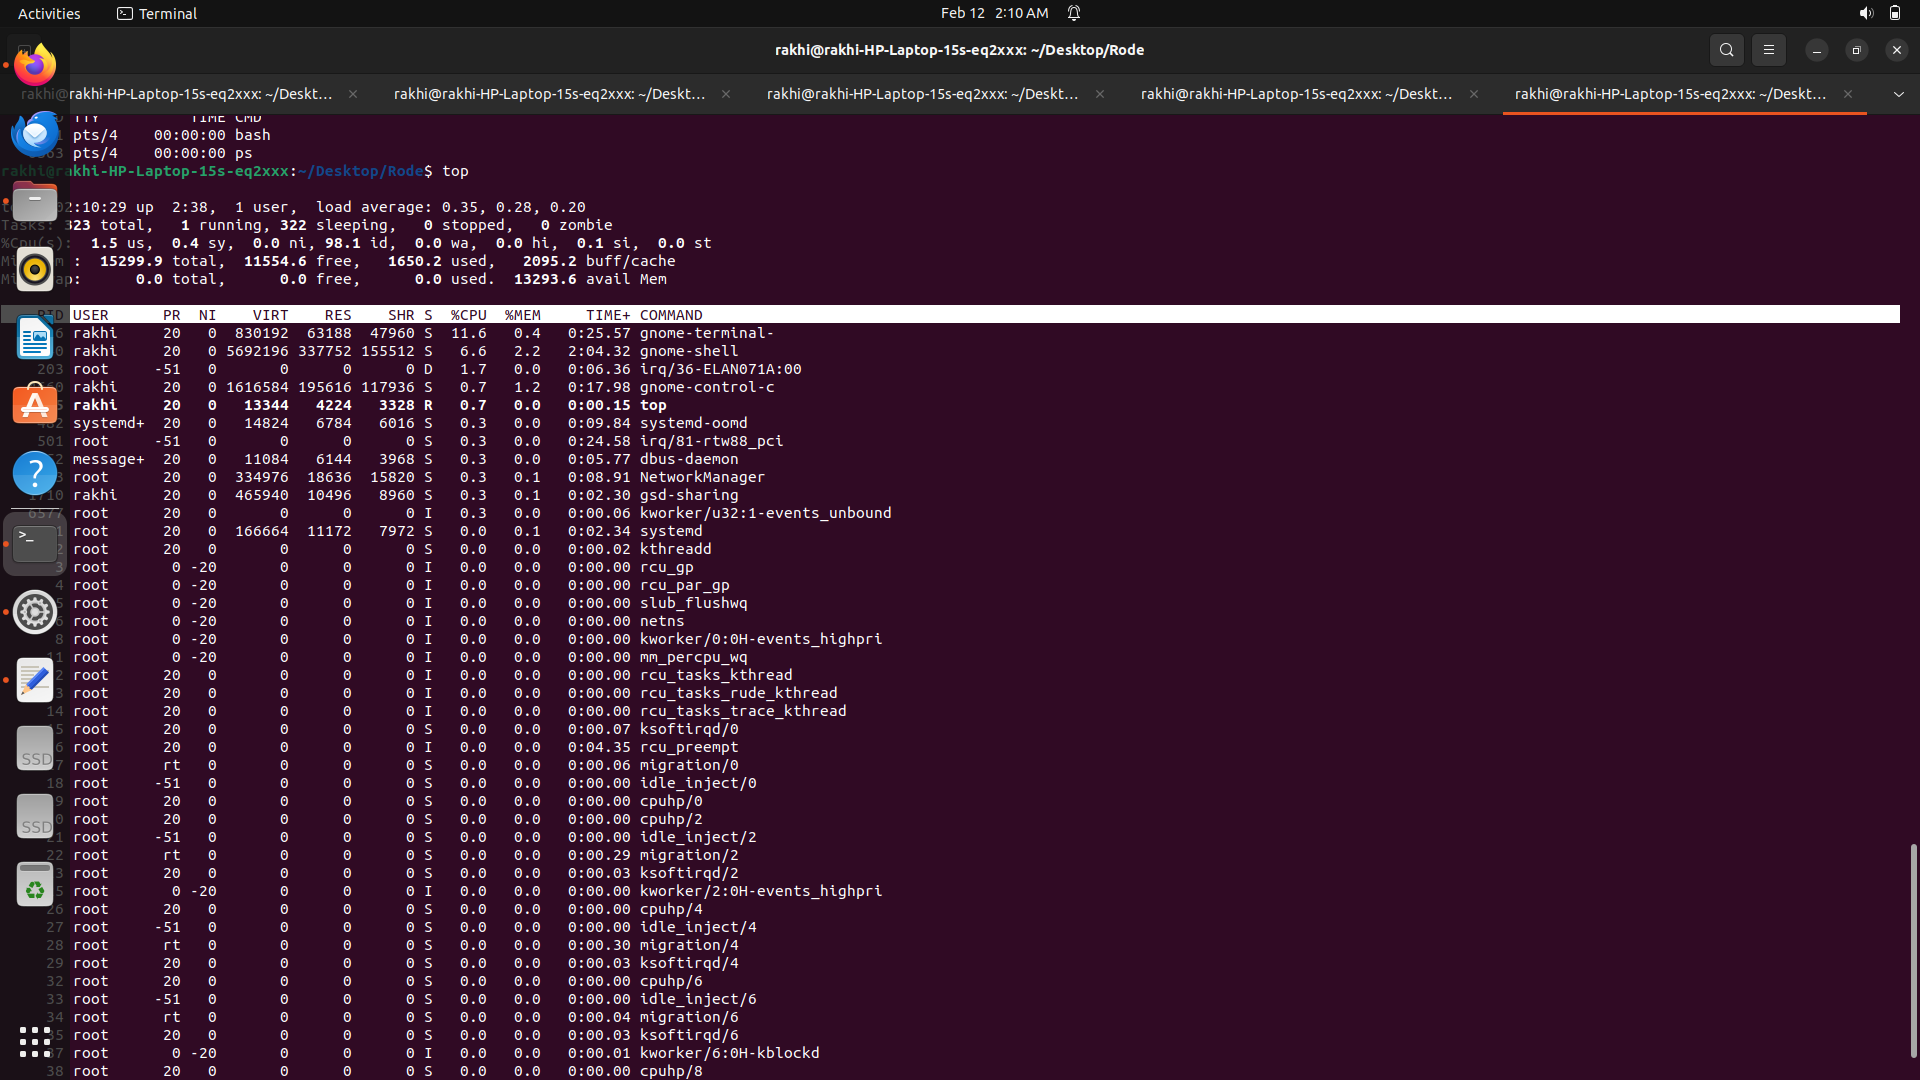 Activities Terminal Feb 12 2:10 AM
rakhi@rakhi-HP-Laptop-15s-eq2xxx: ~/Desktop/Rode
rakhi@rakhi-HP-Laptop-15s-eq2xxx: ~/Deskt... rakhi@rakhi-HP-Laptop-15s-eq2xxx: ~/Deskt... rakhi@rakhi-HP-Laptop-15s-eq2xxx: ~/Deskt... rakhi@rakhi-HP-Laptop-15s-eq2xxx: ~/Deskt... rakhi@rakhi-HP-Laptop-15s-eq2xxx: ~/Deskt...
TTY TIME CMD
pts/4 00:00:00 bash
pts/4 00:00:00 ps
rakhi@rakhi-HP-Laptop-15s-eq2xxx:~/Desktop/Rode$ top
02:10:29 up 2:38, 1 user, load average: 0.35, 0.28, 0.20
Tasks: 323 total, 1 running, 322 sleeping, 0 stopped, 0 zombie
%Cpu(s): 1.5 us, 0.4 sy, 0.0 ni, 98.1 id, 0.0 wa, 0.0 hi, 0.1 si, 0.0 st
: 15299.9 total, 11554.6 free, 1650.2 used, 2095.2 buff/cache
: 0.0 total, 0.0 free, 0.0 used. 13293.6 avail Mem
PID USER PR NI VIRT RES SHR S %CPU %MEM TIME+ COMMAND
rakhi 20 0 830192 63188 47960 S 11.6 0.4 0:25.57 gnome-terminal-
rakhi 20 0 5692196 337752 155512 S 6.6 2.2 2:04.32 gnome-shell
203 root -51 0 0 0 0 D 1.7 0.0 0:06.36 irq/36-ELAN071A:00
rakhi 20 0 1616584 195616 117936 S 0.7 1.2 0:17.98 gnome-control-c
rakhi 20 0 13344 4224 3328 R 0.7 0.0 0:00.15 top
systemd+ 20 0 14824 6784 6016 S 0.3 0.0 0:09.84 systemd-oomd
501 root -51 0 0 0 0 S 0.3 0.0 0:24.58 irq/81-rtw88_pci
message+ 20 0 11084 6144 3968 S 0.3 0.0 0:05.77 dbus-daemon
root 20 0 334976 18636 15820 S 0.3 0.1 0:08.91 NetworkManager
1710 rakhi 20 0 465940 10496 8960 S 0.3 0.1 0:02.30 gsd-sharing
6577 root 20 0 0 0 0 I 0.3 0.0 0:00.06 kworker/u32:1-events_unbound
1 root 20 0 166664 11172 7972 S 0.0 0.1 0:02.34 systemd
2 root 20 0 0 0 0 S 0.0 0.0 0:00.02 kthreadd
3 root 0 -20 0 0 0 I 0.0 0.0 0:00.00 rcu_gp
4 root 0 -20 0 0 0 I 0.0 0.0 0:00.00 rcu_par_gp
5 root 0 -20 0 0 0 I 0.0 0.0 0:00.00 slub_flushwq
6 root 0 -20 0 0 0 I 0.0 0.0 0:00.00 netns
8 root 0 -20 0 0 0 I 0.0 0.0 0:00.00 kworker/0:0H-events_highpri
11 root 0 -20 0 0 0 I 0.0 0.0 0:00.00 mm_percpu_wq
root 20 0 0 0 0 I 0.0 0.0 0:00.00 rcu_tasks_kthread
root 20 0 0 0 0 I 0.0 0.0 0:00.00 rcu_tasks_rude_kthread
14 root 20 0 0 0 0 I 0.0 0.0 0:00.00 rcu_tasks_trace_kthread
root 20 0 0 0 0 S 0.0 0.0 0:00.07 ksoftirqd/0
root 20 0 0 0 0 I 0.0 0.0 0:04.35 rcu_preempt
root rt 0 0 0 0 S 0.0 0.0 0:00.06 migration/0
18 root -51 0 0 0 0 S 0.0 0.0 0:00.00 idle_inject/0
root 20 0 0 0 0 S 0.0 0.0 0:00.00 cpuhp/0
root 20 0 0 0 0 S 0.0 0.0 0:00.00 cpuhp/2
21 root -51 0 0 0 0 S 0.0 0.0 0:00.00 idle_inject/2
22 root rt 0 0 0 0 S 0.0 0.0 0:00.29 migration/2
root 20 0 0 0 0 S 0.0 0.0 0:00.03 ksoftirqd/2
root 0 -20 0 0 0 I 0.0 0.0 0:00.00 kworker/2:0H-events_highpri
26 root 20 0 0 0 0 S 0.0 0.0 0:00.00 cpuhp/4
27 root -51 0 0 0 0 S 0.0 0.0 0:00.00 idle_inject/4
28 root rt 0 0 0 0 S 0.0 0.0 0:00.30 migration/4
29 root 20 0 0 0 0 S 0.0 0.0 0:00.03 ksoftirqd/4
32 root 20 0 0 0 0 S 0.0 0.0 0:00.00 cpuhp/6
33 root -51 0 0 0 0 S 0.0 0.0 0:00.00 idle_inject/6
34 root rt 0 0 0 0 S 0.0 0.0 0:00.04 migration/6
35 root 20 0 0 0 0 S 0.0 0.0 0:00.03 ksoftirqd/6
37 root 0 -20 0 0 0 I 0.0 0.0 0:00.01 kworker/6:0H-kblockd
38 root 20 0 0 0 0 S 0.0 0.0 0:00.00 cpuhp/8
SSD
SSD